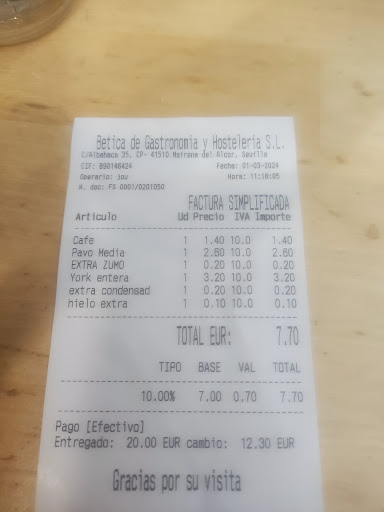 Betica de Gastronomia y Hosteleria S.L.
C/Albahaca 35, CP- 41510 Mairena del Alcor, Sevilla
CIF: B90146424 Fecha: 01-03-2024
Operario: jou Hora: 11:16:05
N. doc: FS 0001/0201050
FACTURA SIMPLIFICADA
Articulo Ud Precio IVA Importe
Cafe 1 1.40 10.0 1.40
Pavo Media 1 2.60 10.0 2.60
EXTRA ZUMO 1 0.20 10.0 0.20
York entera 1 3.20 10.0 3.20
extra condensad 1 0.20 10.0 0.20
hielo extra 1 0.10 10.0 0.10
TOTAL EUR: 7.70
TIPO BASE VAL TOTAL
10.00% 7.00 0.70 7.70
Pago [Efectivo]
Entregado: 20.00 EUR cambio: 12.30 EUR
Gracias por su visita